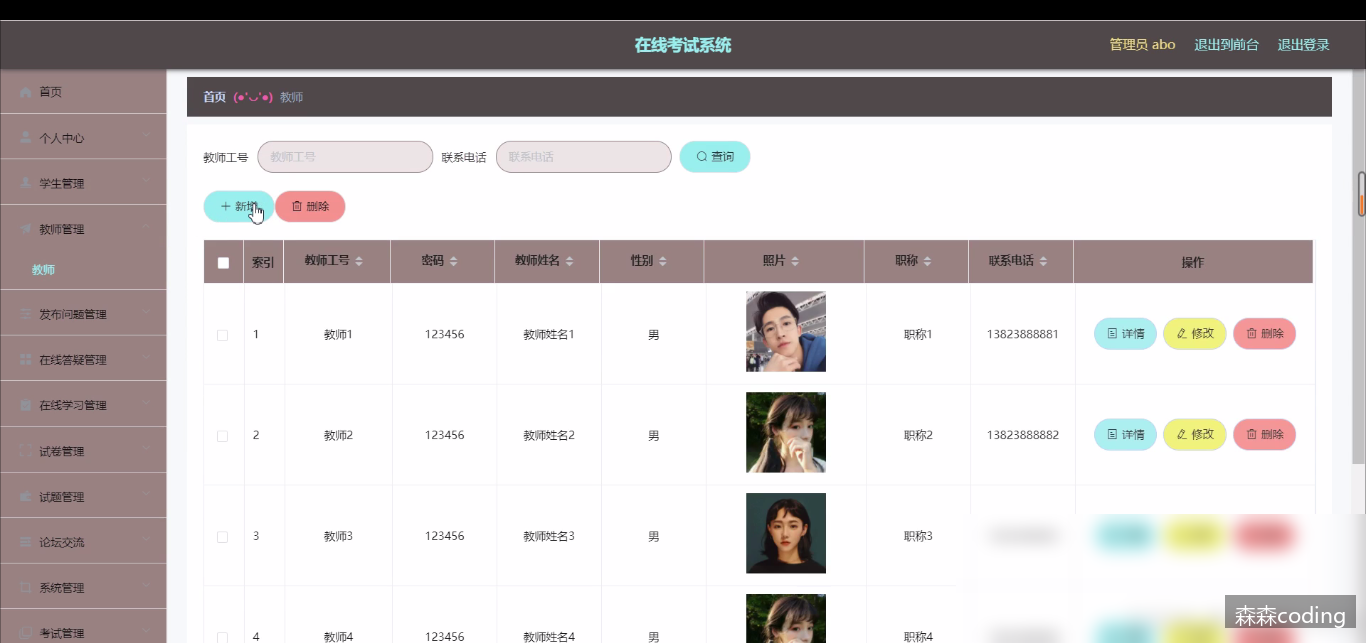 在线考试系统
管理员 abo 退出到前台 退出登录
首页
个人中心
学生管理
教师管理
教师
发布问题管理
在线答疑管理
在线学习管理
试卷管理
试题管理
论坛交流
系统管理
考试管理
首页 (●'◡'●) 教师
教师工号 教师工号 联系电话 联系电话 查询
新增 删除
索引 教师工号 密码 教师姓名 性别 照片 职称 联系电话 操作
1 教师1 123456 教师姓名1 男 职称1 13823888881 详情 修改 删除
2 教师2 123456 教师姓名2 男 职称2 13823888882 详情 修改 删除
3 教师3 123456 教师姓名3 男 职称3
4 教师4 123456 教师姓名4 男 职称4
森森coding